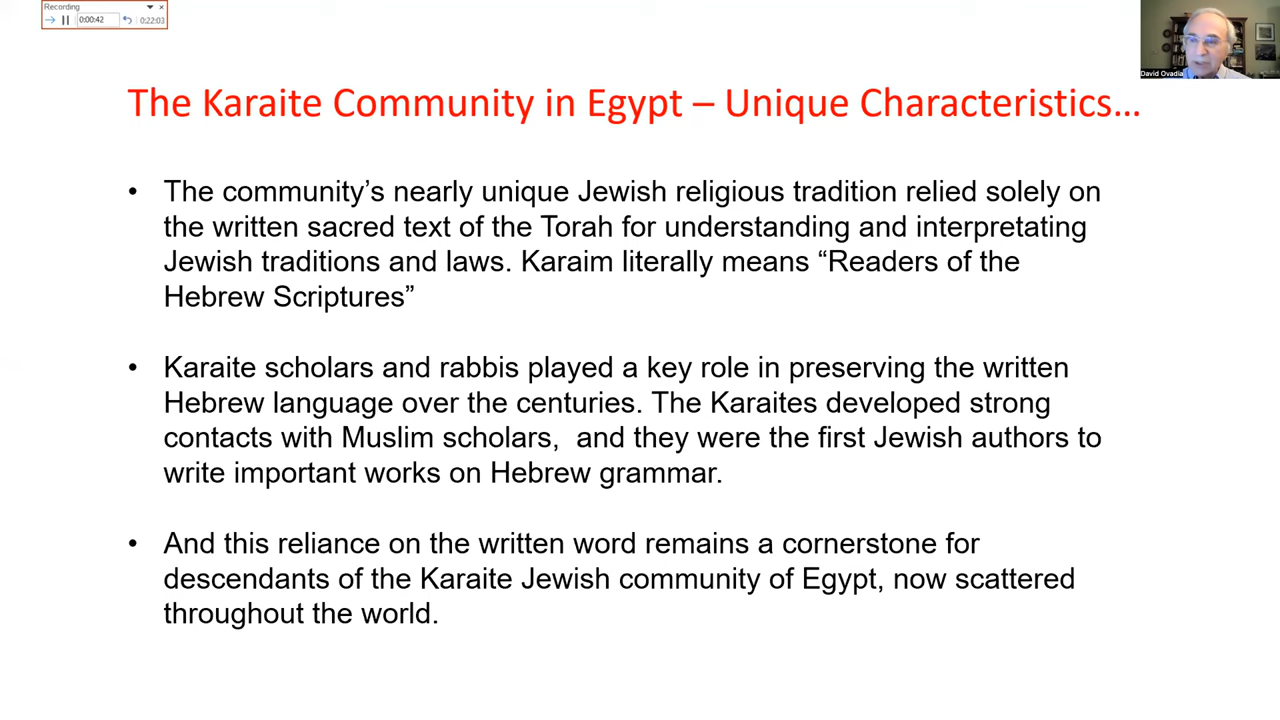 Recording
0:00:42
0:22:03
David Ovadia
The Karaite Community in Egypt – Unique Characteristics...
• The community’s nearly unique Jewish religious tradition relied solely on
the written sacred text of the Torah for understanding and interpretating
Jewish traditions and laws. Karaim literally means “Readers of the
Hebrew Scriptures”
• Karaite scholars and rabbis played a key role in preserving the written
Hebrew language over the centuries. The Karaites developed strong
contacts with Muslim scholars,  and they were the first Jewish authors to
write important works on Hebrew grammar.
• And this reliance on the written word remains a cornerstone for
descendants of the Karaite Jewish community of Egypt, now scattered
throughout the world.